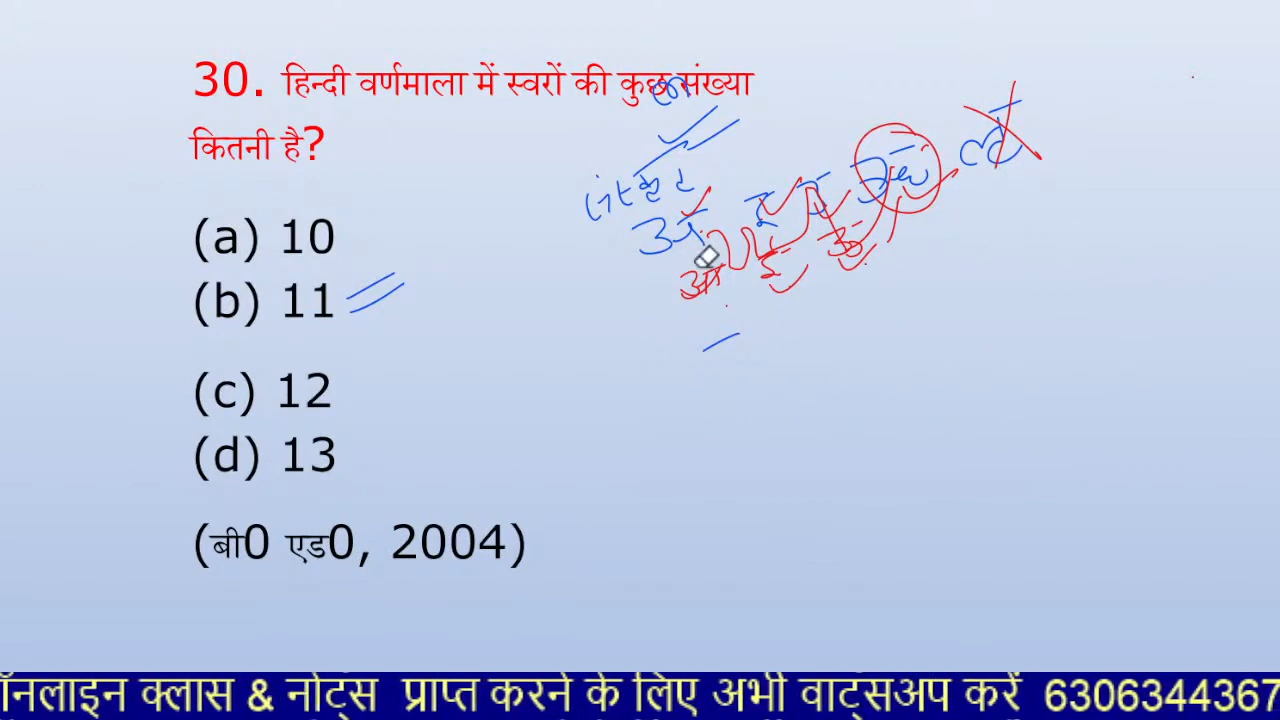 30. हिन्दी वर्णमाला में स्वरों की कुछ संख्या
कितनी है?
(a) 10
(b) 11
(c) 12
(d) 13
(बी0 एड0, 2004)
ऑनलाइन क्लास & नोट्स प्राप्त करने के लिए अभी वाट्सअप करें 6306344367